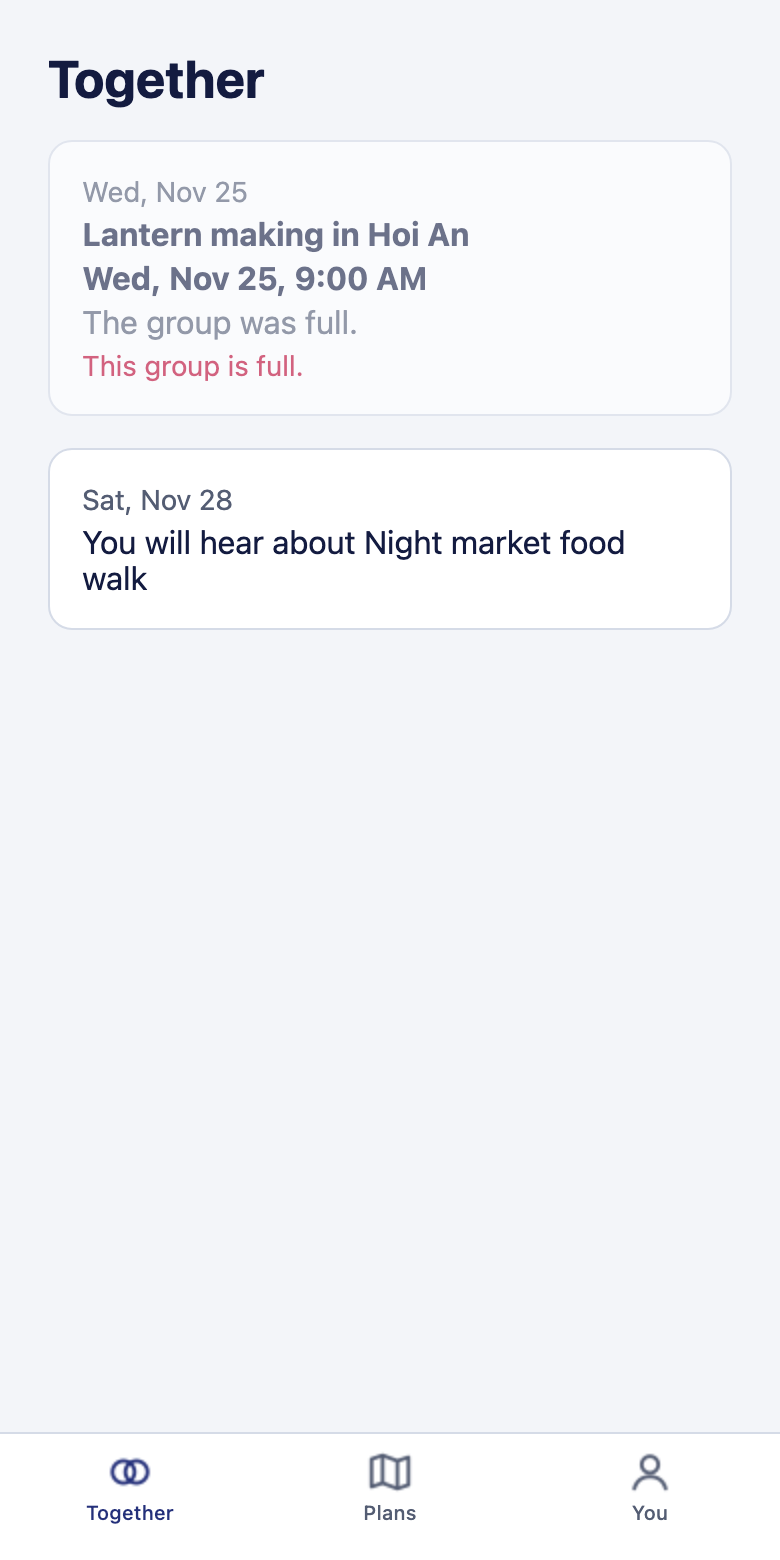 Together
Wed, Nov 25
Lantern making in Hoi An
Wed, Nov 25, 9:00 AM
The group was full.
This group is full.
Sat, Nov 28
You will hear about Night market food
walk
Together
Plans
You